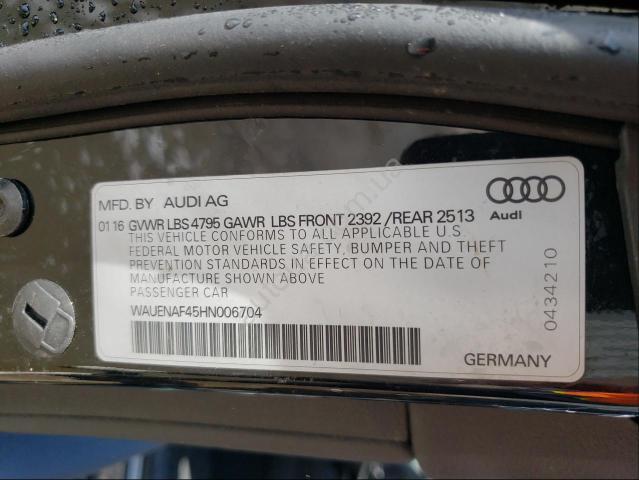 MFD. BY AUDI AG
01 16 GVWR LBS 4795 GAWR LBS FRONT 2392 / REAR 2513
THIS VEHICLE CONFORMS TO ALL APPLICABLE U.S.
FEDERAL MOTOR VEHICLE SAFETY, BUMPER AND THEFT
PREVENTION STANDARDS IN EFFECT ON THE DATE OF
MANUFACTURE SHOWN ABOVE
PASSENGER CAR
WAUENAF45HN006704
Audi
0434210
GERMANY